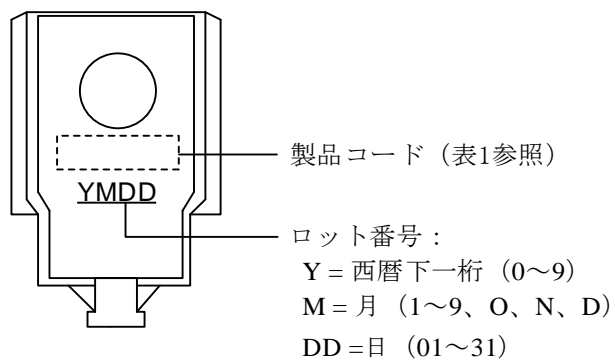 製品コード（表1参照）
YMDD
ロット番号：
Y = 西暦下一桁（0～9）
M = 月（1～9、O、N、D）
DD =日（01～31）